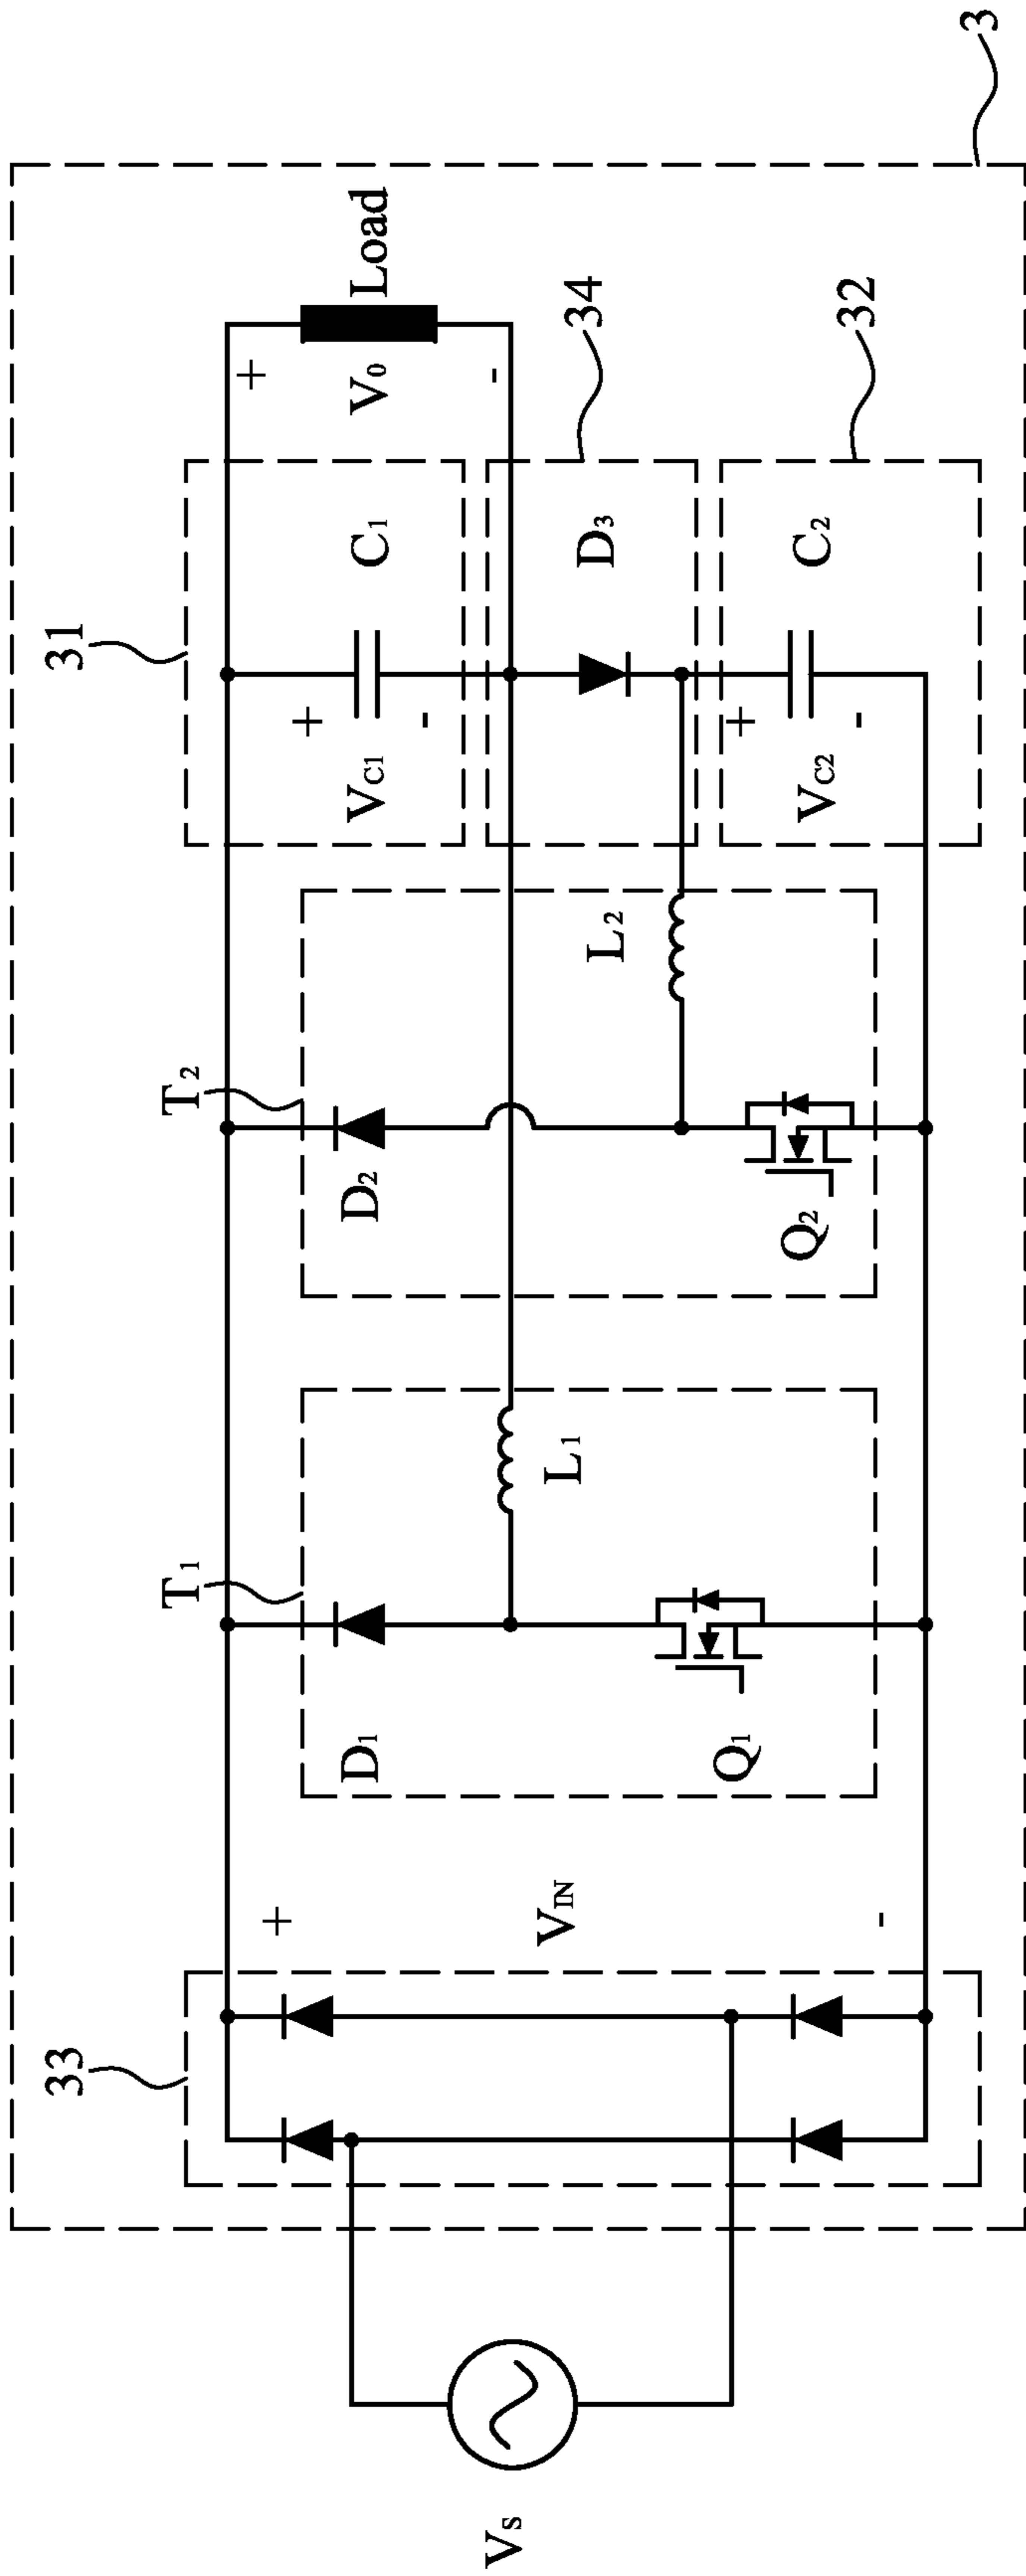 33
31
T1
T2
+
+
+
D1
D2
VC1
C1
V0
Load
-
-
VS
VIN
L1
L2
D3
34
Q1
Q2
+
VC2
C2
32
-
-
3